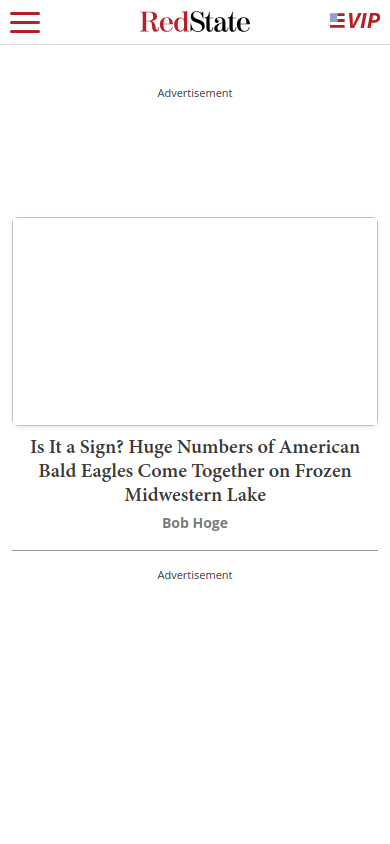 RedState
VIP
Advertisement
Is It a Sign? Huge Numbers of American
Bald Eagles Come Together on Frozen
Midwestern Lake
Bob Hoge
Advertisement